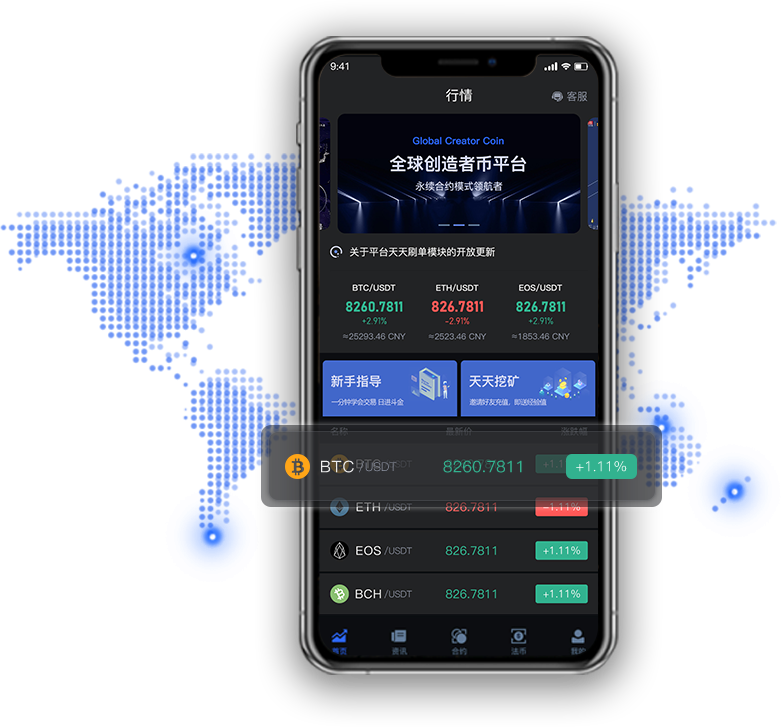 9:41
行情
客服
Global Creator Coin
全球创造者币平台
永续合约模式领航者
关于平台天天刷单模块的开放更新
BTC/USDT ETH/USDT EOS/USDT
8260.7811 826.7811 826.7811
+2.91% -2.91% +2.91%
≈25293.46 CNY ≈2523.46 CNY ≈1853.46 CNY
新手指导
一分钟学会交易 日进斗金
天天挖矿
邀请好友充值，即送经验值
名称 最新价 涨跌幅
BTC /USDT 8260.7811 +1.11%
ETH /USDT 826.7811 -1.11%
EOS /USDT 826.7811 +1.11%
BCH /USDT 826.7811 +1.11%
首页 资讯 合约 法币 我的